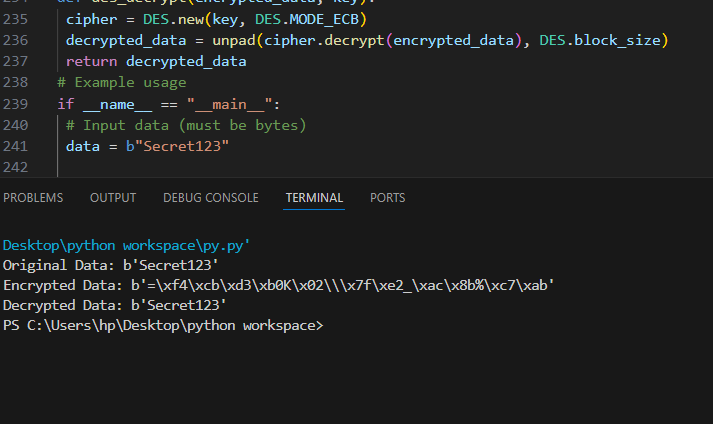 234 def des_decrypt(encrypted_data, key):
235 cipher = DES.new(key, DES.MODE_ECB)
236 decrypted_data = unpad(cipher.decrypt(encrypted_data), DES.block_size)
237 return decrypted_data
238 # Example usage
239 if __name__ == "__main__":
240 # Input data (must be bytes)
241 data = b"Secret123"
242
PROBLEMS OUTPUT DEBUG CONSOLE TERMINAL PORTS
Desktop\python workspace\py.py'
Original Data: b'Secret123'
Encrypted Data: b'=\xf4\xcb\xd3\xb0K\x02\\\x7f\xe2_\xac\x8b%\xc7\xab'
Decrypted Data: b'Secret123'
PS C:\Users\hp\Desktop\python workspace>